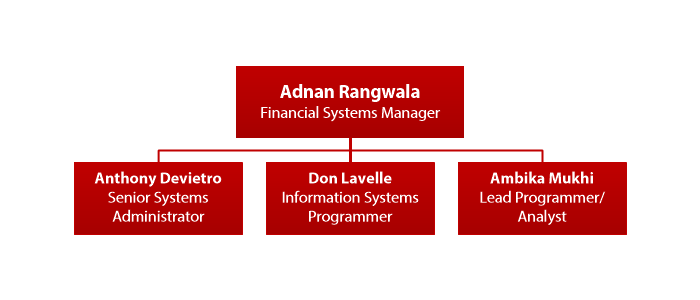 Adnan Rangwala
Financial Systems Manager
Anthony Devietro
Senior Systems
Administrator
Don Lavelle
Information Systems
Programmer
Ambika Mukhi
Lead Programmer/
Analyst